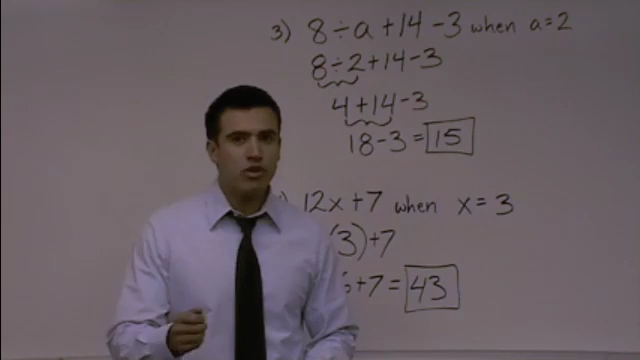 3) 8 ÷ a + 14 - 3 when a = 2
8 ÷ 2 + 14 - 3
4 + 14 - 3
18 - 3 = 15
) 12x + 7 when x = 3
(3) + 7
6 + 7 = 43